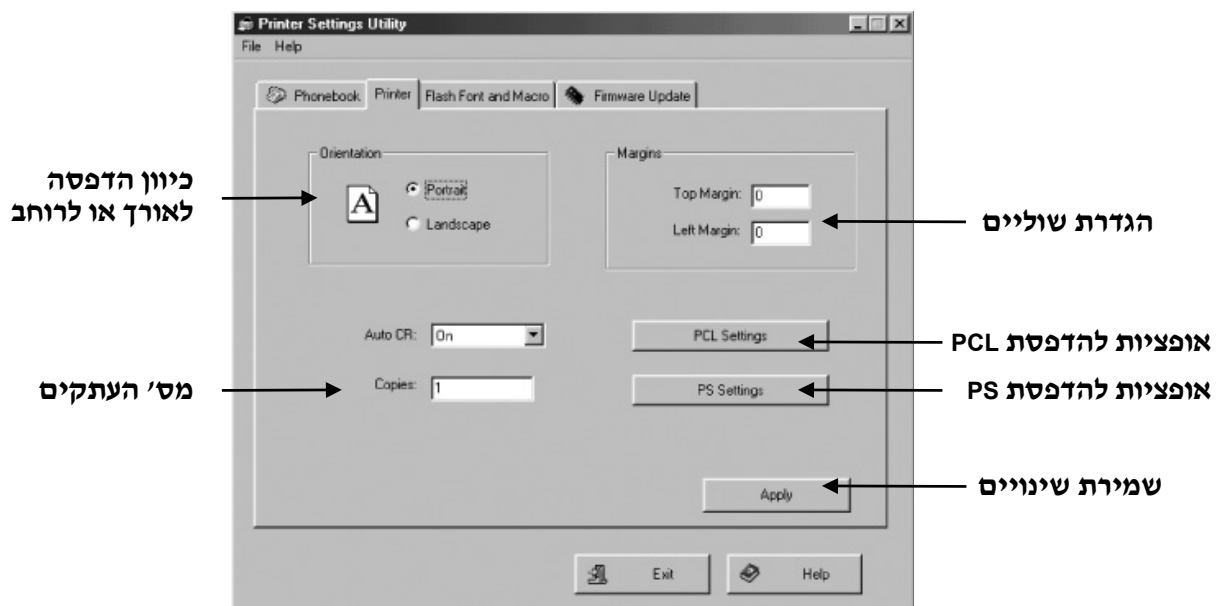 Printer Settings Utility
File Help
Phonebook Printer Flash Font and Macro Firmware Update
Orientation
Portrait
Landscape
Margins
Top Margin: 0
Left Margin: 0
כיוון הדפסה
לאורך או לרוחב
הגדרת שוליים
Auto CR: On
PCL Settings
אופציות להדפסת PCL
מס׳ העתקים
Copies: 1
PS Settings
אופציות להדפסת PS
Apply
שמירת שינויים
Exit
Help